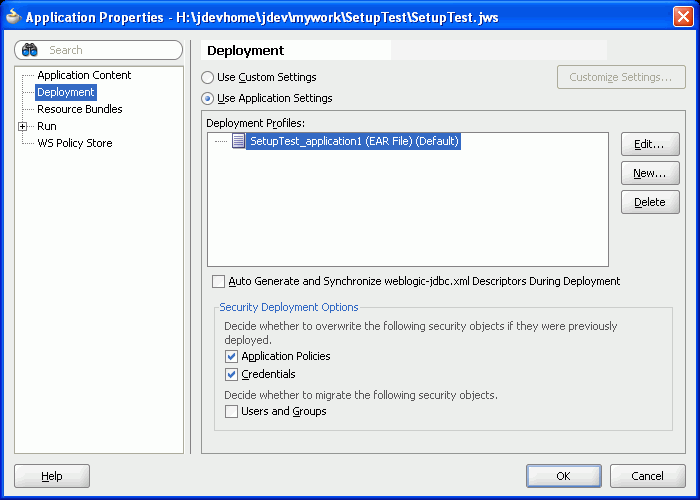 Application Properties - H:\jdevhome\jdev\mywork\SetupTest\SetupTest.jws
Search
Application Content
Deployment
Resource Bundles
Run
WS Policy Store
Deployment
Use Custom Settings
Customize Settings...
Use Application Settings
Deployment Profiles:
SetupTest_application1 (EAR File) (Default)
Edit...
New...
Delete
Auto Generate and Synchronize weblogic-jdbc.xml Descriptors During Deployment
Security Deployment Options
Decide whether to overwrite the following security objects if they were previously
deployed.
Application Policies
Credentials
Decide whether to migrate the following security objects.
Users and Groups
Help
OK
Cancel